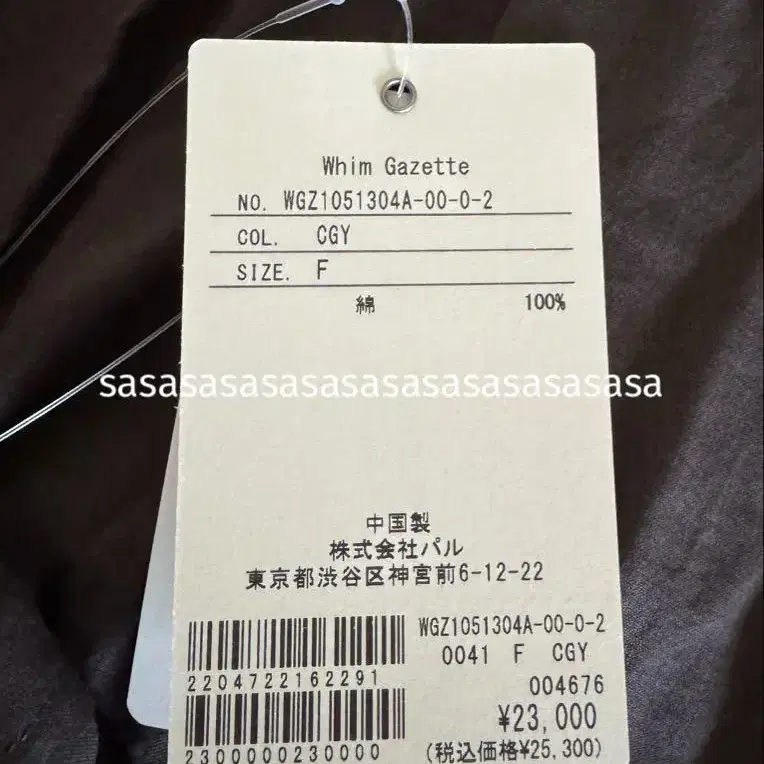 Whim Gazette
NO. WGZ1051304A-00-0-2
COL. CGY
SIZE. F
綿 100%
sasasasasasasasasasasasasasa
中国製
株式会社パル
東京都渋谷区神宮前6-12-22
WGZ1051304A-00-0-2
0041 F CGY
2204722162291
004676
¥23,000
2300000230000
(税込価格¥25,300)